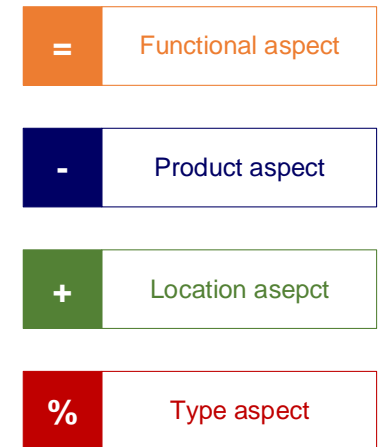 = Functional aspect
- Product aspect
+ Location asepct
% Type aspect